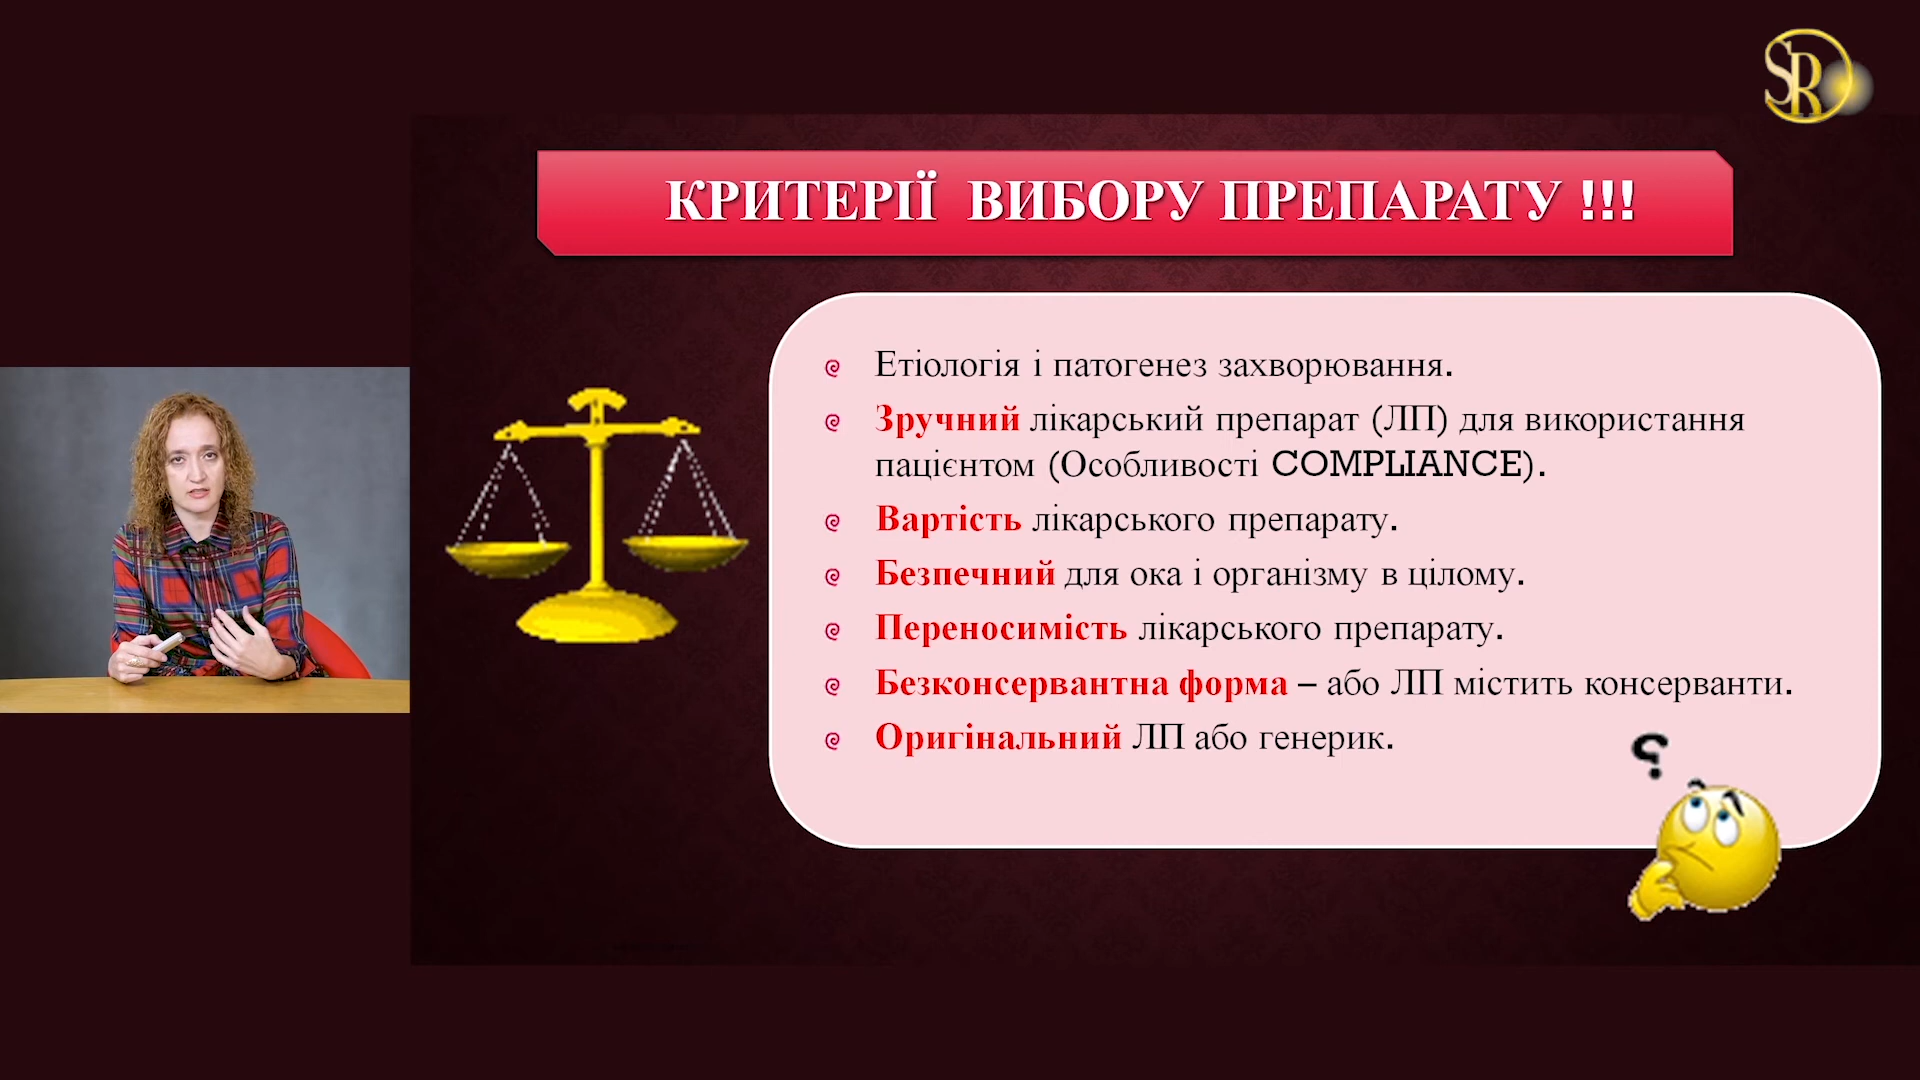 SR
КРИТЕРІЇ ВИБОРУ ПРЕПАРАТУ !!!
Етіологія і патогенез захворювання.
Зручний лікарський препарат (ЛП) для використання
пацієнтом (Особливості COMPLIANCE).
Вартість лікарського препарату.
Безпечний для ока і організму в цілому.
Переносимість лікарського препарату.
Безконсервантна форма – або ЛП містить консерванти.
Оригінальний ЛП або генерик.
?